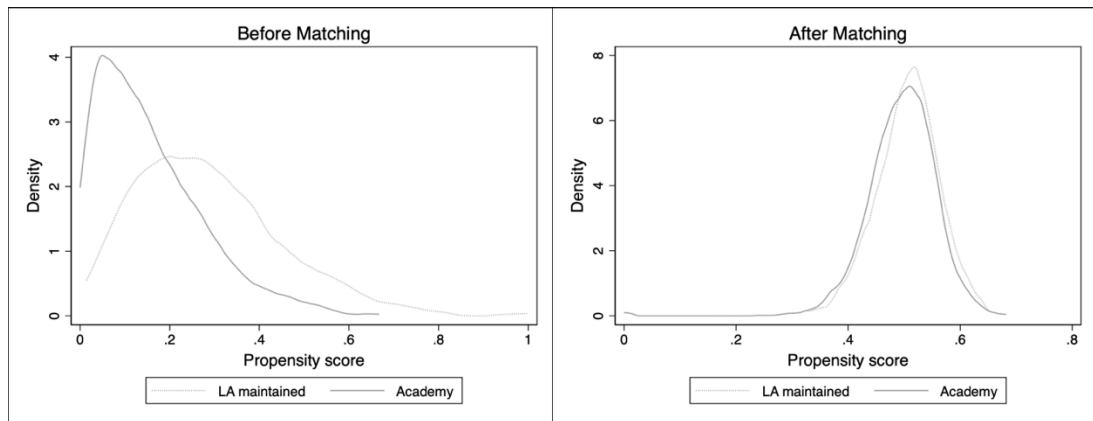 Before Matching
Density
4
3
2
1
0
0
.2
.4
.6
.8
1
Propensity score
LA maintained
Academy
After Matching
Density
8
6
4
2
0
0
.2
.4
.6
.8
Propensity score
LA maintained
Academy